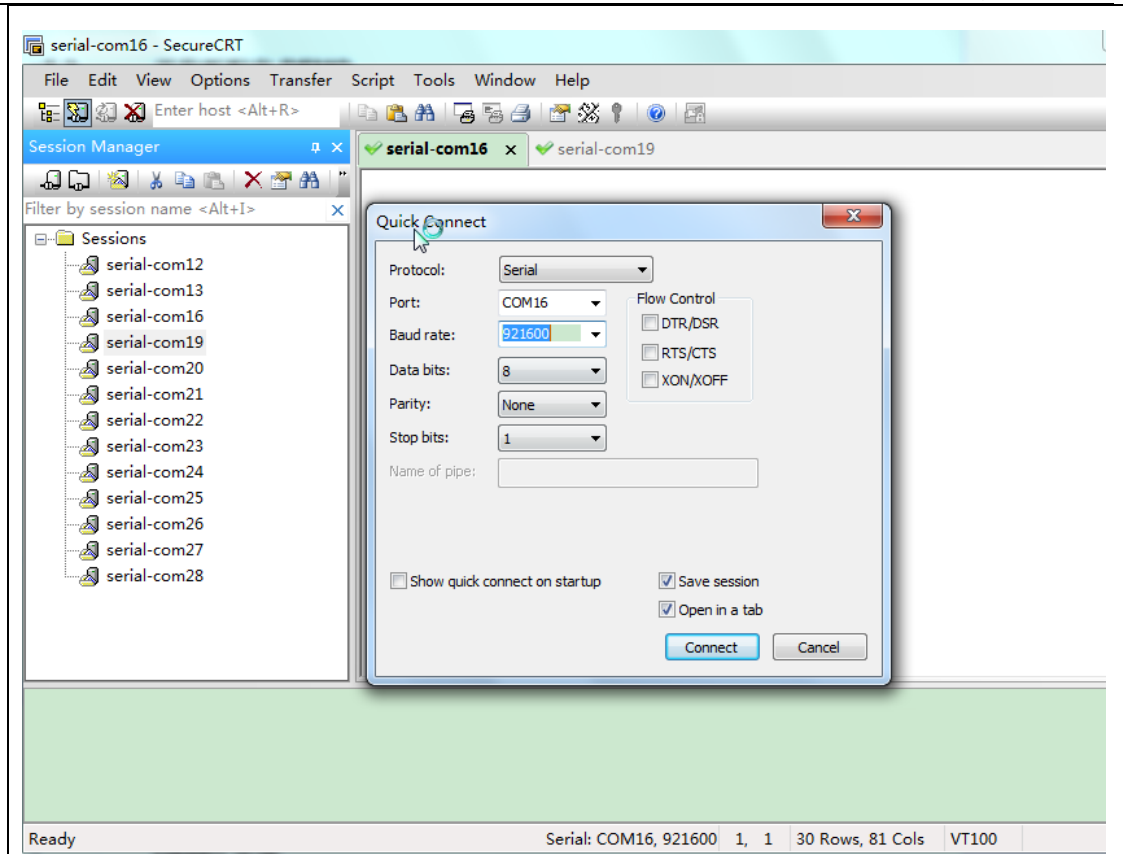 serial-com16 - SecureCRT
File Edit View Options Transfer Script Tools Window Help
Enter host <Alt+R>
Session Manager
serial-com16
serial-com19
Filter by session name <Alt+I>
Sessions
serial-com12
serial-com13
serial-com16
serial-com19
serial-com20
serial-com21
serial-com22
serial-com23
serial-com24
serial-com25
serial-com26
serial-com27
serial-com28
Quick Connect
Protocol: Serial
Port: COM16
Baud rate: 921600
Data bits: 8
Parity: None
Stop bits: 1
Name of pipe:
Flow Control
DTR/DSR
RTS/CTS
XON/XOFF
Show quick connect on startup
Save session
Open in a tab
Connect Cancel
Ready Serial: COM16, 921600 1, 1 30 Rows, 81 Cols VT100